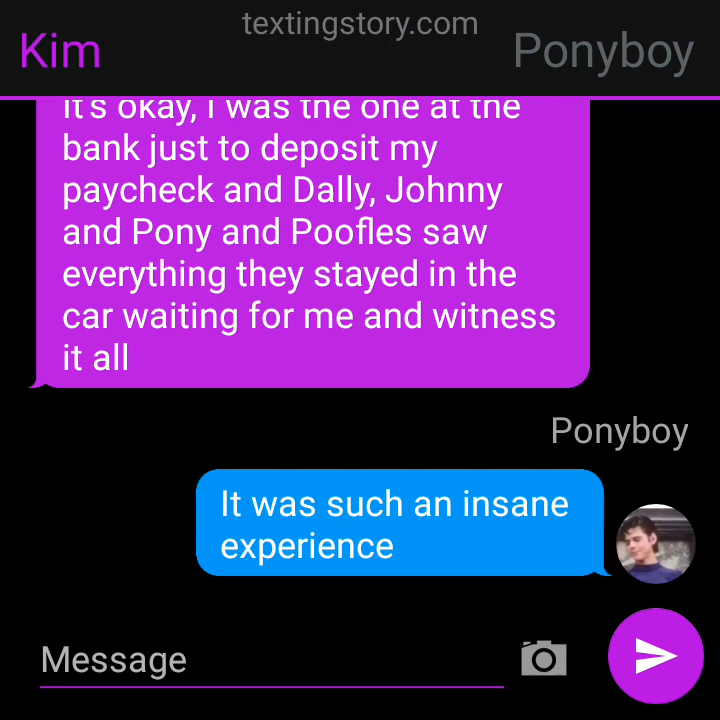 textingstory.com
Kim
Ponyboy
it's okay, I was the one at the
bank just to deposit my
paycheck and Dally, Johnny
and Pony and Poofles saw
everything they stayed in the
car waiting for me and witness
it all
Ponyboy
It was such an insane
experience
Message